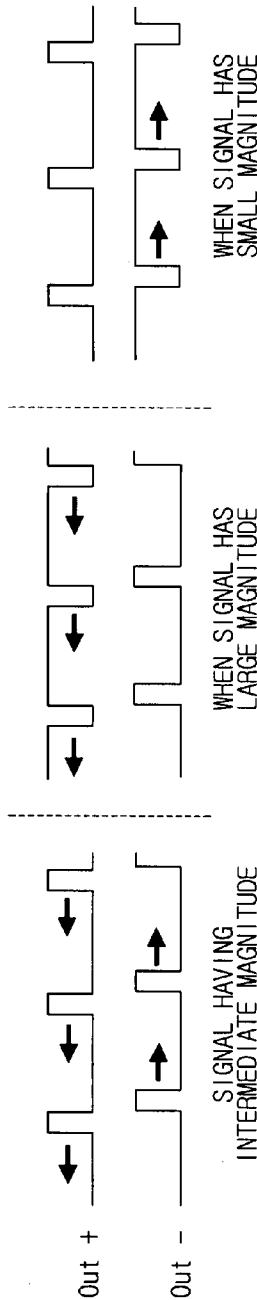 Out +
Out -
SIGNAL HAVING
INTERMEDIATE MAGNITUDE
WHEN SIGNAL HAS
LARGE MAGNITUDE
WHEN SIGNAL HAS
SMALL MAGNITUDE